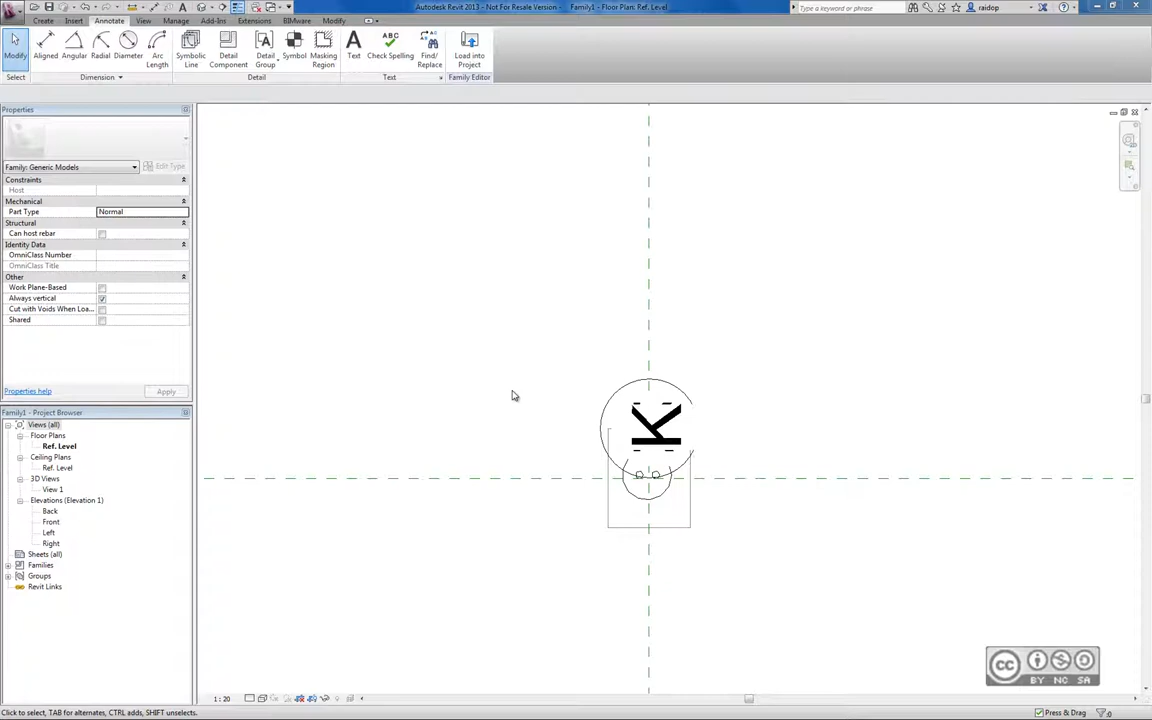 Autodesk Revit 2013 - Not For Resale Version - Family1 - Floor Plan: Ref. Level
Type a keyword or phrase
raidop
Create Insert Annotate View Manage Add-Ins Extensions BIMware Modify
Modify Aligned Angular Radial Diameter Arc Length Symbolic Line Detail Component Detail Group Symbol Masking Region Text Check Spelling Find/ Replace Load into Project
ABC
Select Dimension Detail Text Family Editor
Properties
Family: Generic Models
Edit Type
Constraints
Host
Mechanical
Part Type Normal
Structural
Can host rebar
Identity Data
OmniClass Number
OmniClass Title
Other
Work Plane-Based
Always vertical
Cut with Voids When Loa...
Shared
Properties help
Apply
Family1 - Project Browser
Views (all)
Floor Plans
Ref. Level
Ceiling Plans
Ref. Level
3D Views
View 1
Elevations (Elevation 1)
Back
Front
Left
Right
Sheets (all)
Families
Groups
Revit Links
K
cc
BY NC SA
1 : 20
Click to select, TAB for alternates, CTRL adds, SHIFT unselects.
Press & Drag
:0